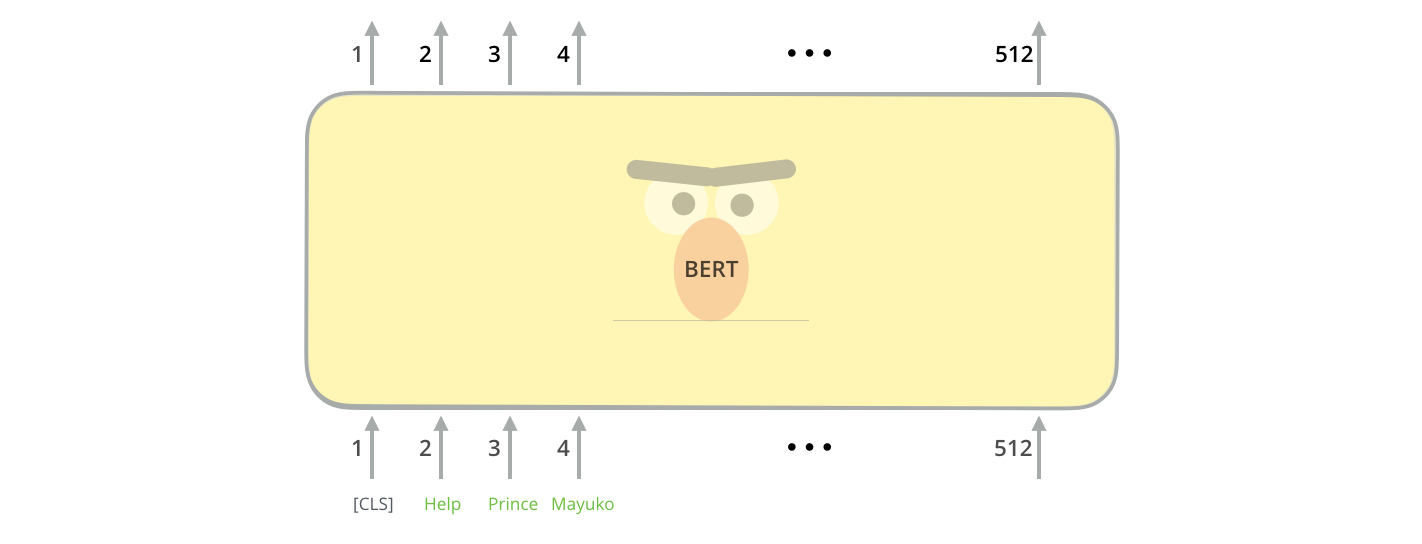 1 2 3 4 ••• 512
BERT
1 2 3 4 ••• 512
[CLS] Help Prince Mayuko